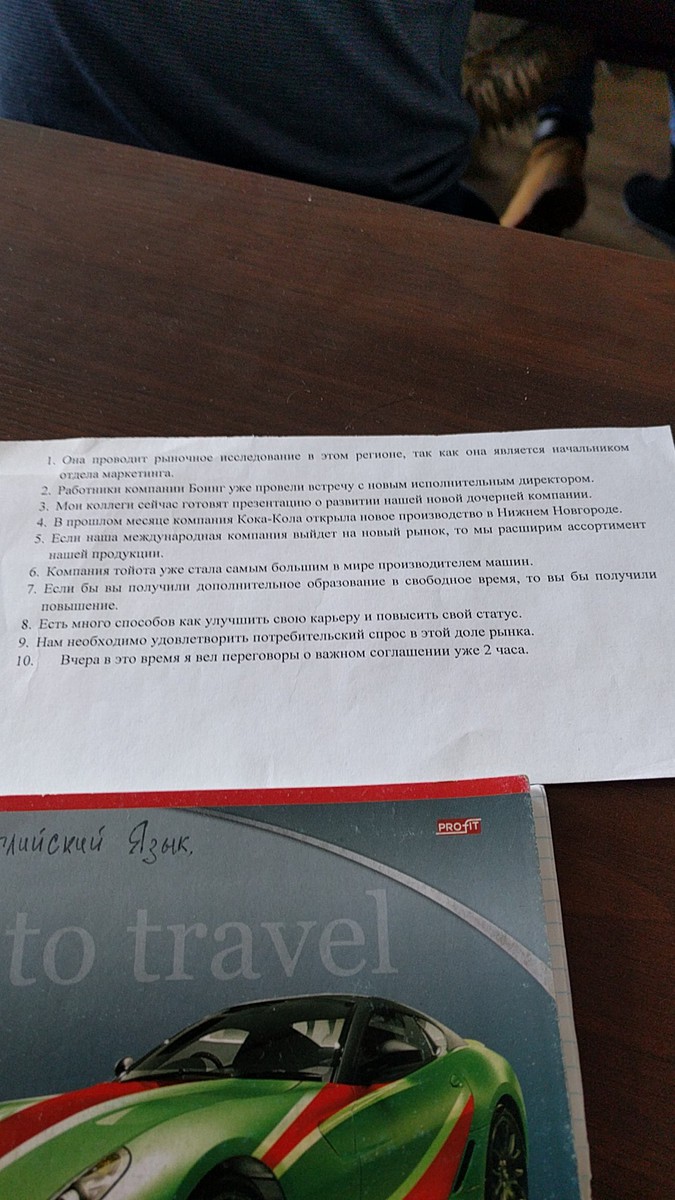 1. Она проводит рыночное исследование в этом регионе, так как она является начальником
отдела маркетинга.
2. Работники компании Боинг уже провели встречу с новым исполнительным директором.
3. Мои коллеги сейчас готовят презентацию о развитии нашей новой дочерней компании.
4. В прошлом месяце компания Кока-Кола открыла новое производство в Нижнем Новгороде.
5. Если наша международная компания выйдет на новый рынок, то мы расширим ассортимент
нашей продукции.
6. Компания тойота уже стала самым большим в мире производителем машин.
7. Если бы вы получили дополнительное образование в свободное время, то вы бы получили
повышение.
8. Есть много способов как улучшить свою карьеру и повысить свой статус.
9. Нам необходимо удовлетворить потребительский спрос в этой доле рынка.
10. Вчера в это время я вел переговоры о важном соглашении уже 2 часа.
PROFIT
глийский Язык.
to travel